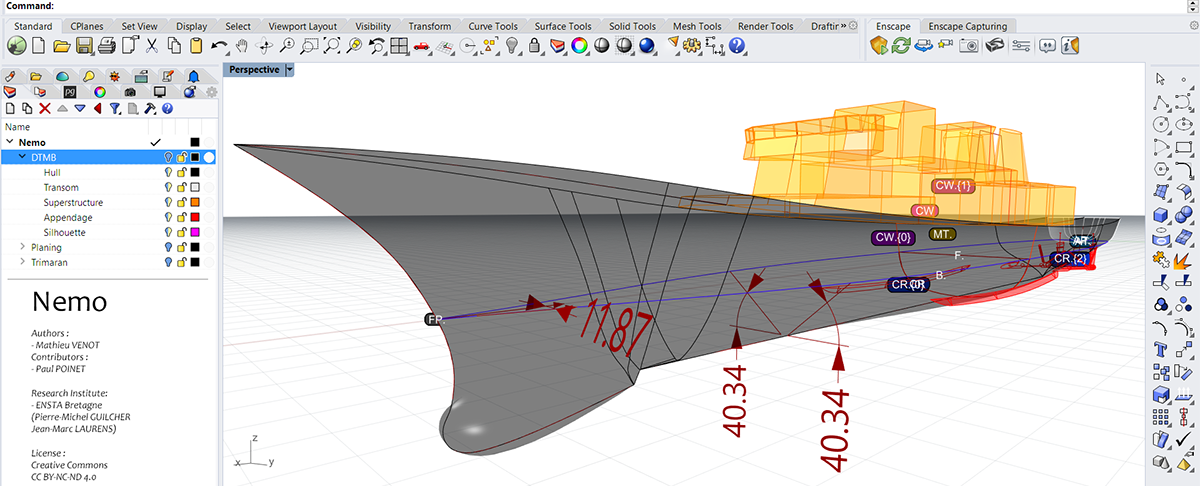 Command:
Standard CPlanes Set View Display Select Viewport Layout Visibility Transform Curve Tools Surface Tools Solid Tools Mesh Tools Render Tools Draftir »
Enscape Enscape Capturing
Perspective
Name
Nemo
DTMB
Hull
Transom
Superstructure
Appendage
Silhouette
Planing
Trimaran
Nemo
Authors :
- Mathieu VENOT
Contributors :
- Paul POINET
Research Institute:
- ENSTA Bretagne
(Pierre-Michel GUILCHER
Jean-Marc LAURENS)
License :
Creative Commons
CC BY-NC-ND 4.0
CW.{1}
CW
CW.{0}
MT.
AP.
F.
CR.{2}
B.
FP.
11.87
40.34
40.34
z
x
y